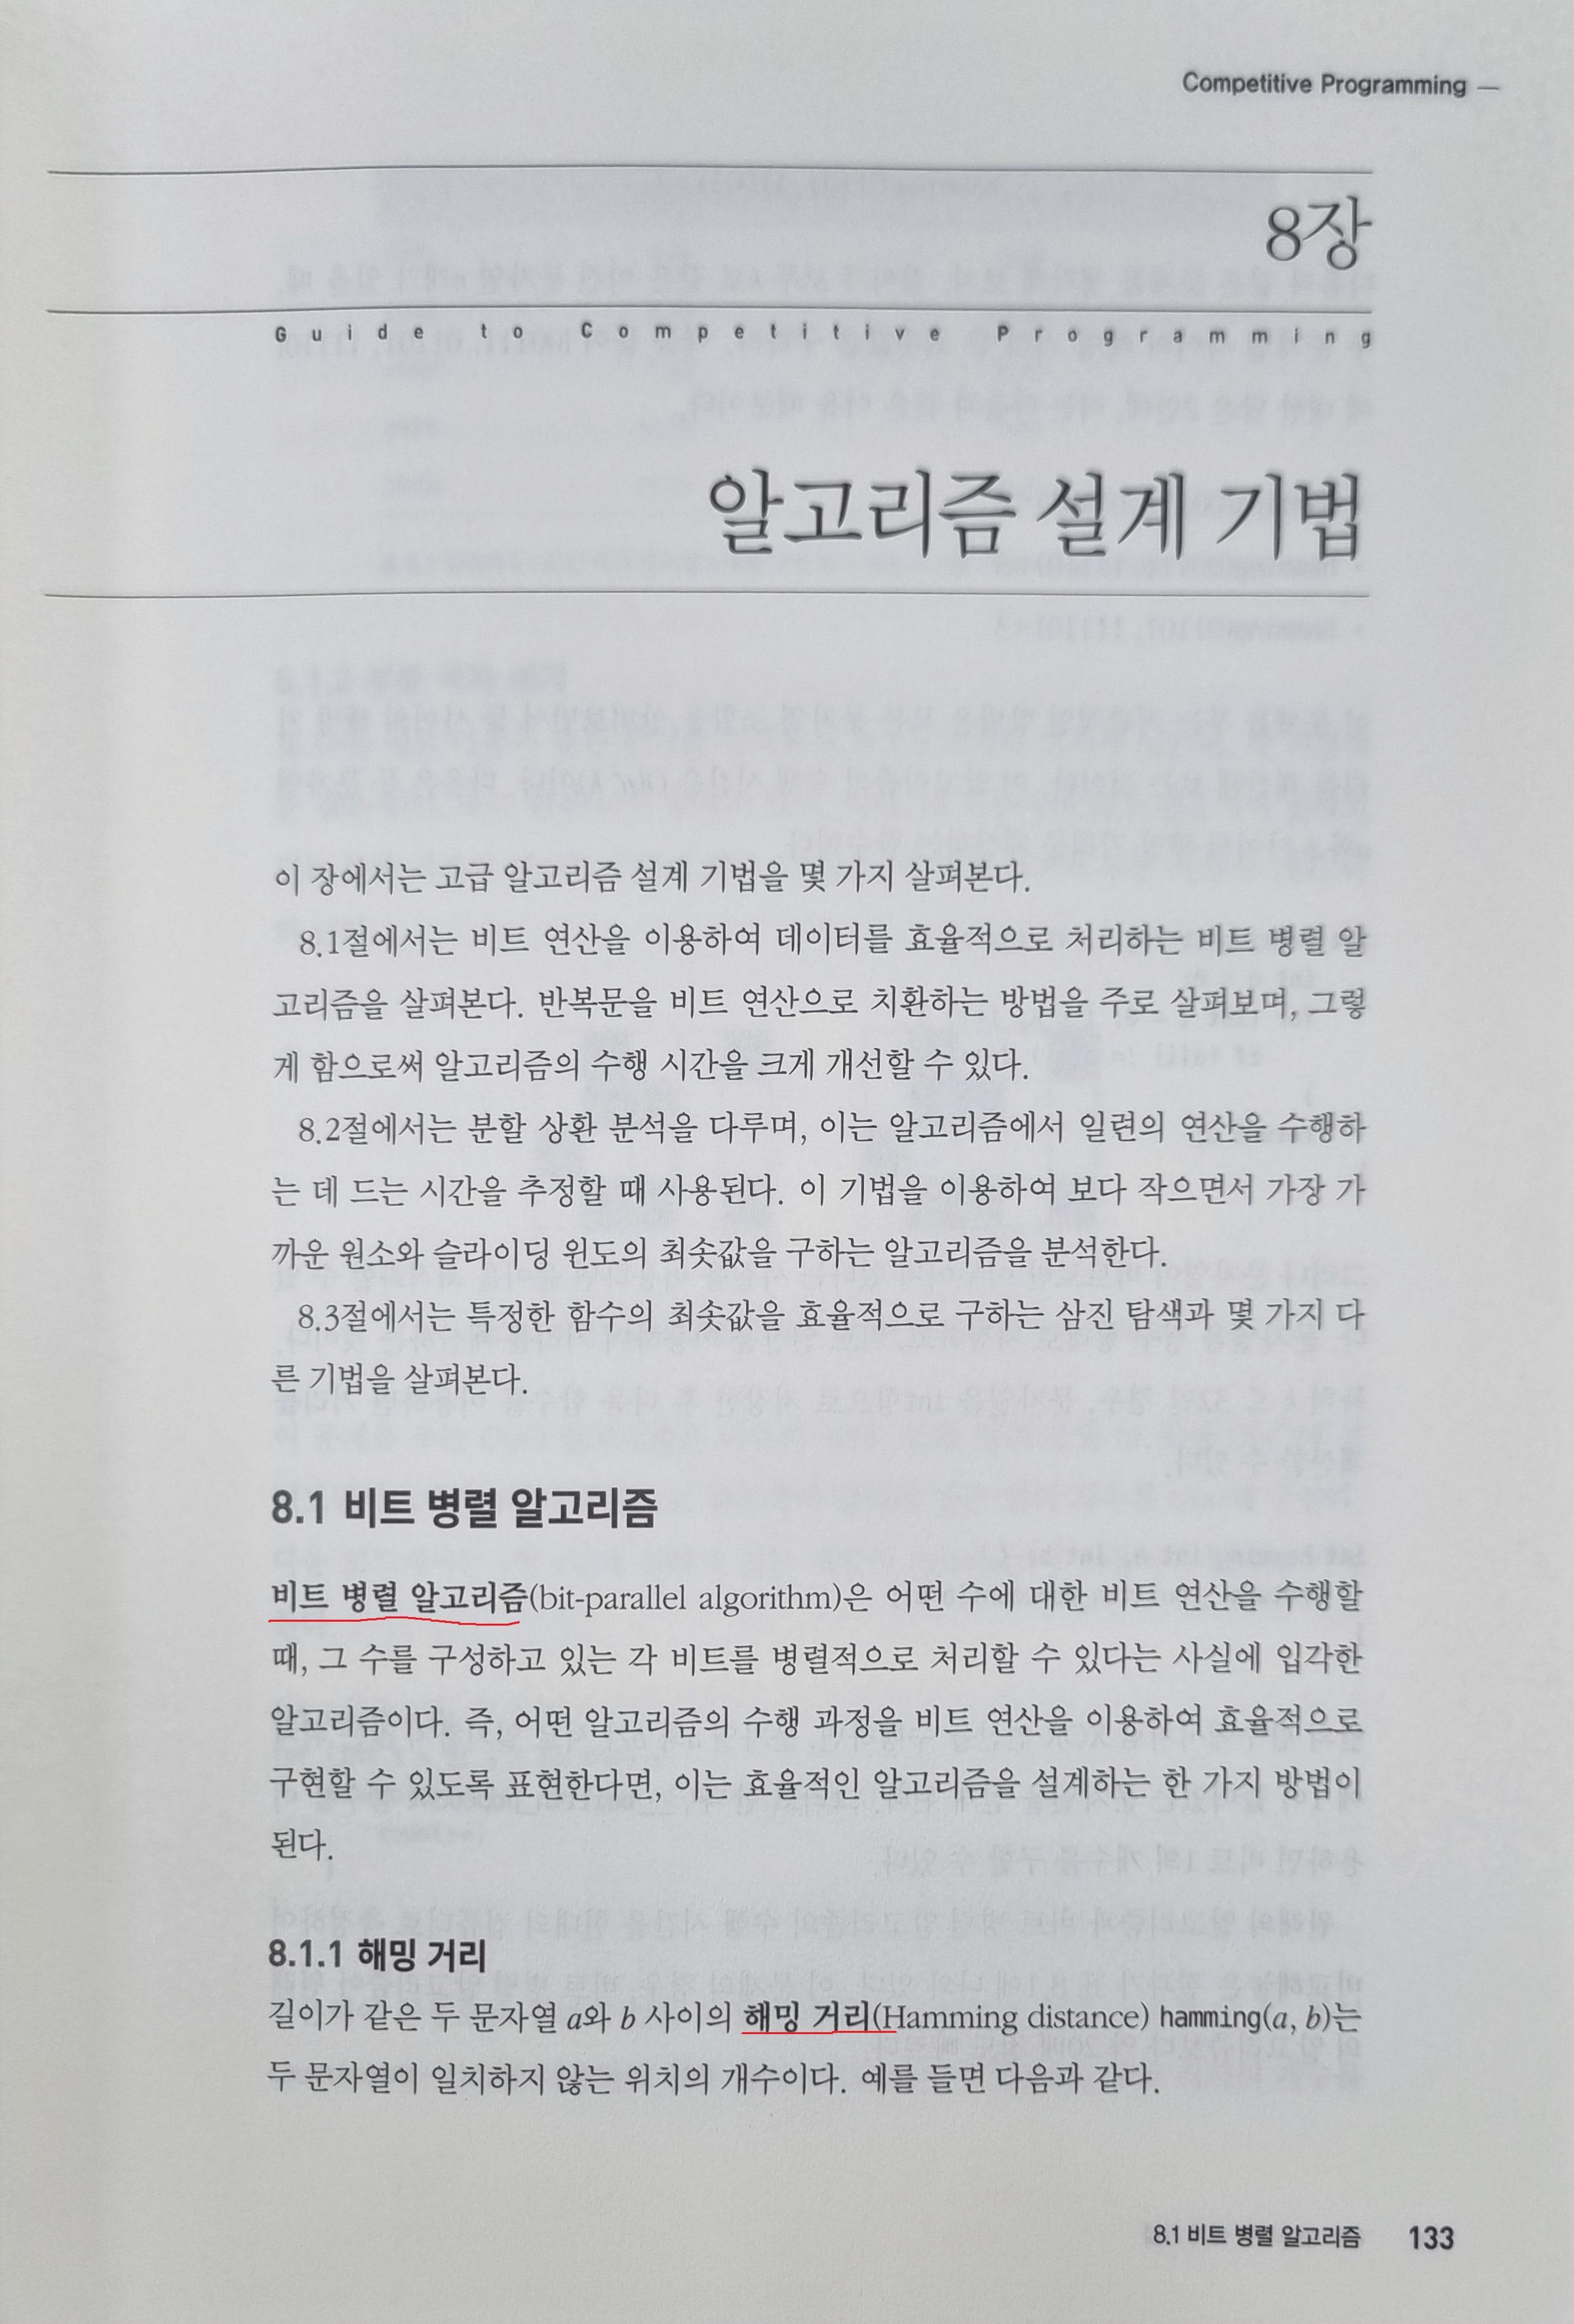 Competitive Programming —
8장
Guide to Competitive Programming
알고리즘 설계 기법
이 장에서는 고급 알고리즘 설계 기법을 몇 가지 살펴본다.
8.1절에서는 비트 연산을 이용하여 데이터를 효율적으로 처리하는 비트 병렬 알
고리즘을 살펴본다. 반복문을 비트 연산으로 치환하는 방법을 주로 살펴보며, 그렇
게 함으로써 알고리즘의 수행 시간을 크게 개선할 수 있다.
8.2절에서는 분할 상환 분석을 다루며, 이는 알고리즘에서 일련의 연산을 수행하
는 데 드는 시간을 추정할 때 사용된다. 이 기법을 이용하여 보다 작으면서 가장 가
까운 원소와 슬라이딩 윈도의 최솟값을 구하는 알고리즘을 분석한다.
8.3절에서는 특정한 함수의 최솟값을 효율적으로 구하는 삼진 탐색과 몇 가지 다
른 기법을 살펴본다.
8.1 비트 병렬 알고리즘
비트 병렬 알고리즘(bit-parallel algorithm)은 어떤 수에 대한 비트 연산을 수행할
때, 그 수를 구성하고 있는 각 비트를 병렬적으로 처리할 수 있다는 사실에 입각한
알고리즘이다. 즉, 어떤 알고리즘의 수행 과정을 비트 연산을 이용하여 효율적으로
구현할 수 있도록 표현한다면, 이는 효율적인 알고리즘을 설계하는 한 가지 방법이
된다.
8.1.1 해밍 거리
길이가 같은 두 문자열 a와 b 사이의 해밍 거리(Hamming distance) hamming(a, b)는
두 문자열이 일치하지 않는 위치의 개수이다. 예를 들면 다음과 같다.
8.1 비트 병렬 알고리즘 133